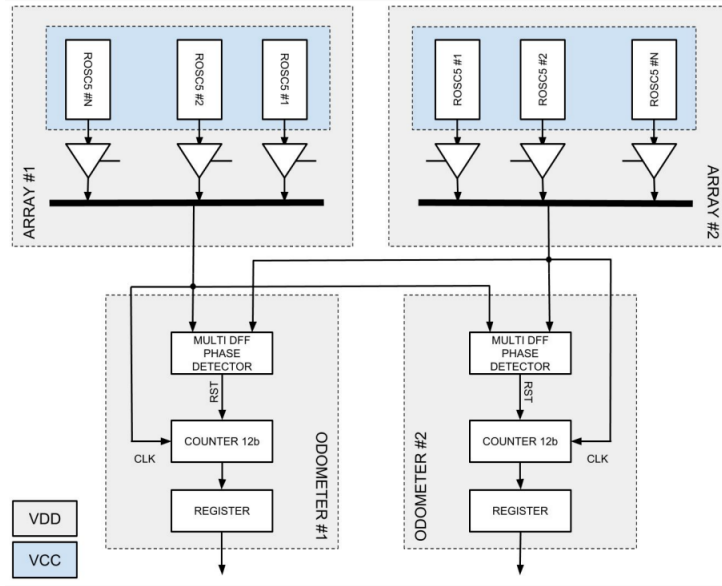 ROSC5 #N
ROSC5 #2
ROSC5 #1
ARRAY #1
ROSC5 #1
ROSC5 #2
ROSC5 #N
ARRAY #2
MULTI DFF
PHASE
DETECTOR
RST
COUNTER 12b
CLK
REGISTER
ODOMETER #1
MULTI DFF
PHASE
DETECTOR
RST
COUNTER 12b
CLK
REGISTER
ODOMETER #2
VDD
VCC